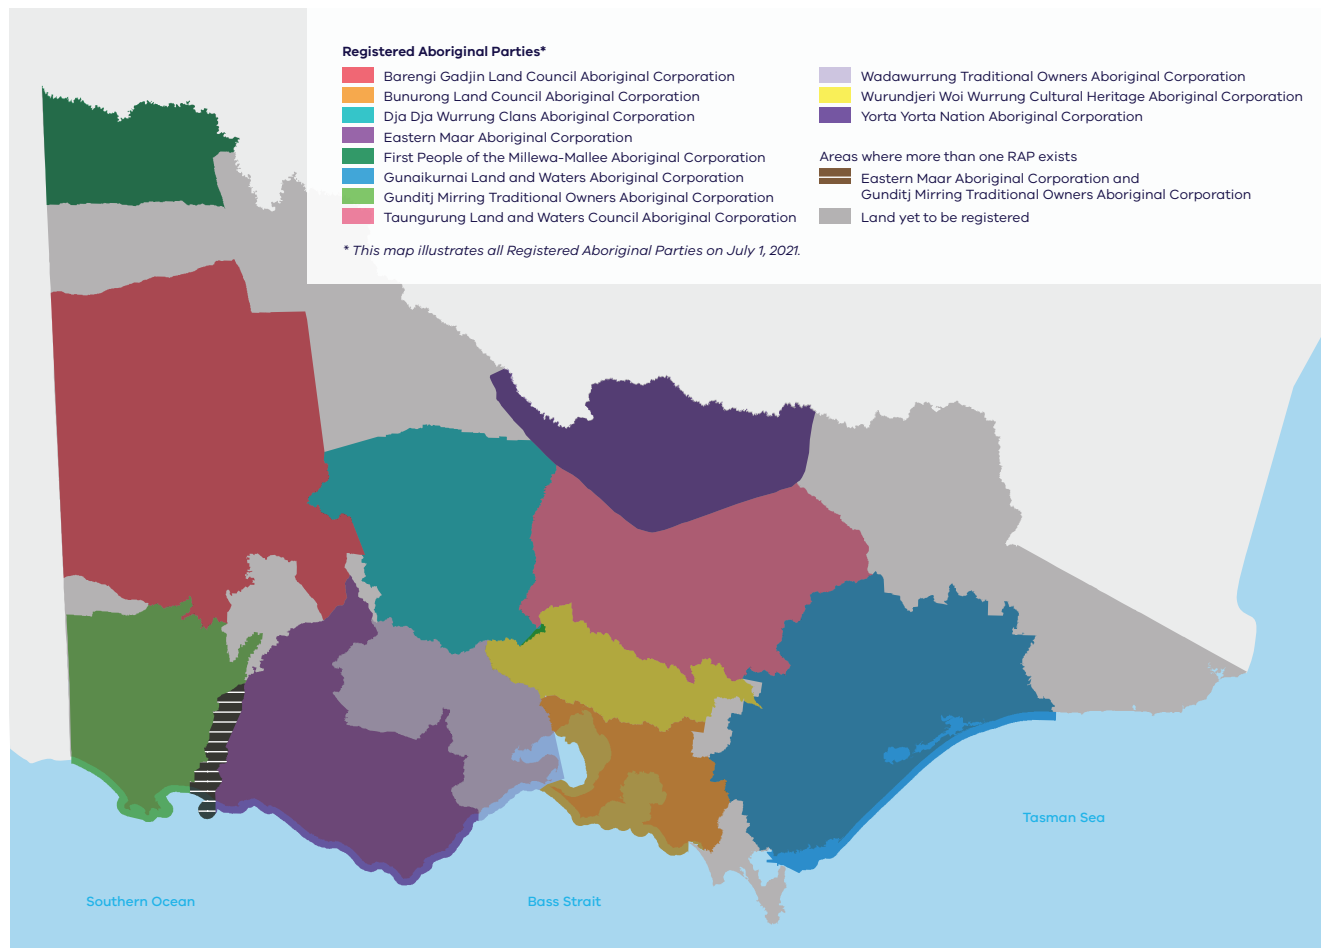 Registered Aboriginal Parties*
Barengi Gadjin Land Council Aboriginal Corporation
Bunurong Land Council Aboriginal Corporation
Dja Dja Wurrung Clans Aboriginal Corporation
Eastern Maar Aboriginal Corporation
First People of the Millewa-Mallee Aboriginal Corporation
Gunaikurnai Land and Waters Aboriginal Corporation
Gunditj Mirring Traditional Owners Aboriginal Corporation
Taungurung Land and Waters Council Aboriginal Corporation
Wadawurrung Traditional Owners Aboriginal Corporation
Wurundjeri Woi Wurrung Cultural Heritage Aboriginal Corporation
Yorta Yorta Nation Aboriginal Corporation
Areas where more than one RAP exists
Eastern Maar Aboriginal Corporation and
Gunditj Mirring Traditional Owners Aboriginal Corporation
Land yet to be registered
* This map illustrates all Registered Aboriginal Parties on July 1, 2021.
Tasman Sea
Southern Ocean
Bass Strait